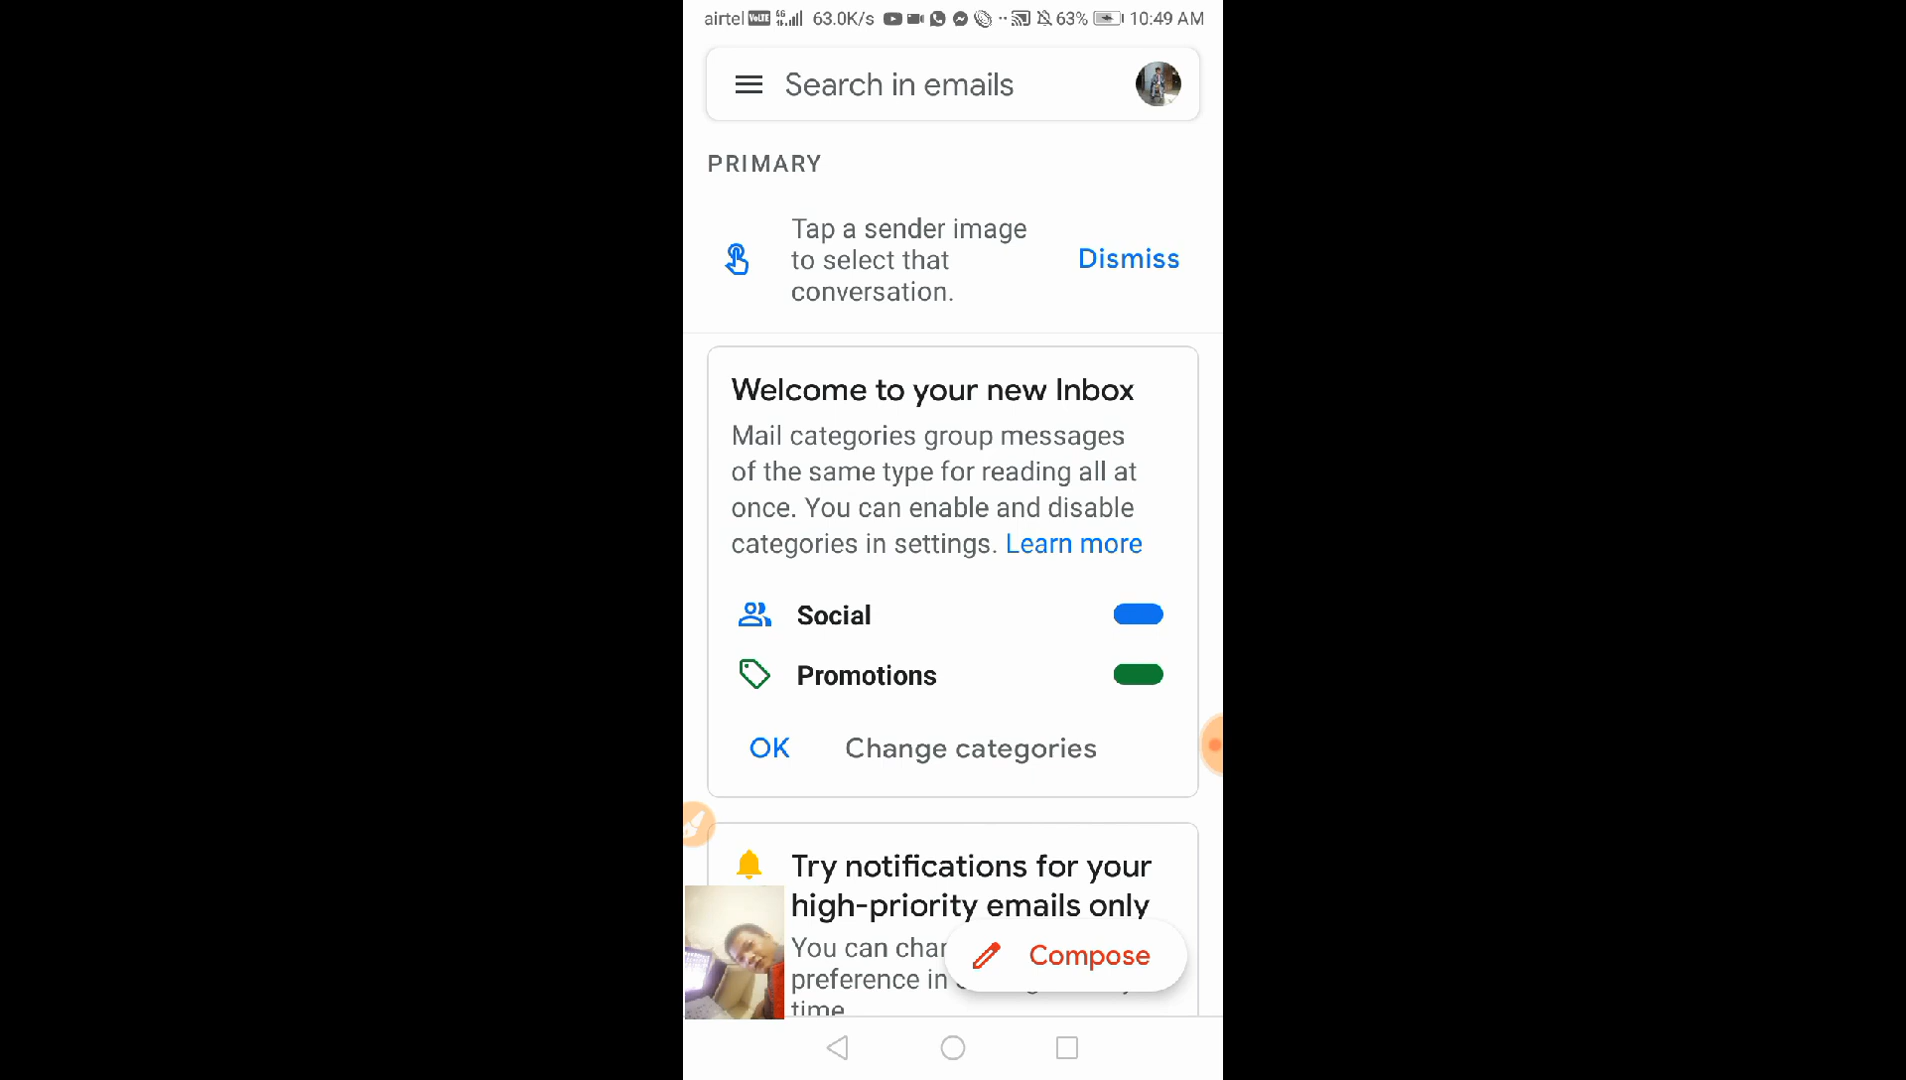 airtel VoLTE 4G 63.0K/s 63% 10:49 AM
Search in emails
PRIMARY
Tap a sender image
to select that
conversation.
Dismiss
Welcome to your new Inbox
Mail categories group messages
of the same type for reading all at
once. You can enable and disable
categories in settings. Learn more
Social
Promotions
OK Change categories
Try notifications for your
high-priority emails only
You can
preference in
time
Compose